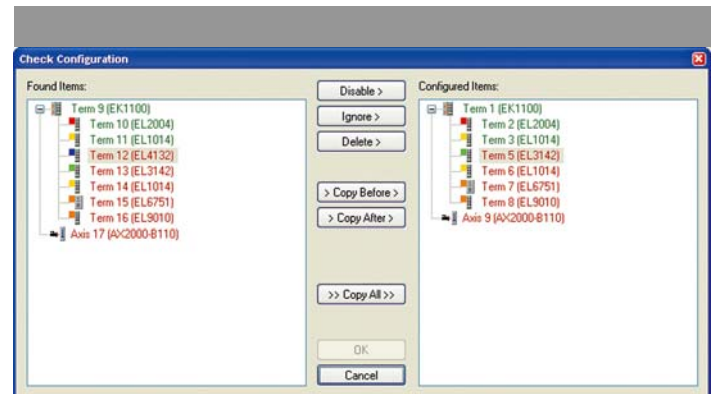 Check Configuration
Found Items:
Term 9 (EK1100)
Term 10 (EL2004)
Term 11 (EL1014)
Term 12 (EL4132)
Term 13 (EL3142)
Term 14 (EL1014)
Term 15 (EL6751)
Term 16 (EL9010)
Axis 17 (AX2000-B110)
Disable >
Ignore >
Delete >
> Copy Before >
> Copy After >
>> Copy All >>
OK
Cancel
Configured Items:
Term 1 (EK1100)
Term 2 (EL2004)
Term 3 (EL1014)
Term 5 (EL3142)
Term 6 (EL1014)
Term 7 (EL6751)
Term 8 (EL9010)
Axis 9 (AX2000-B110)